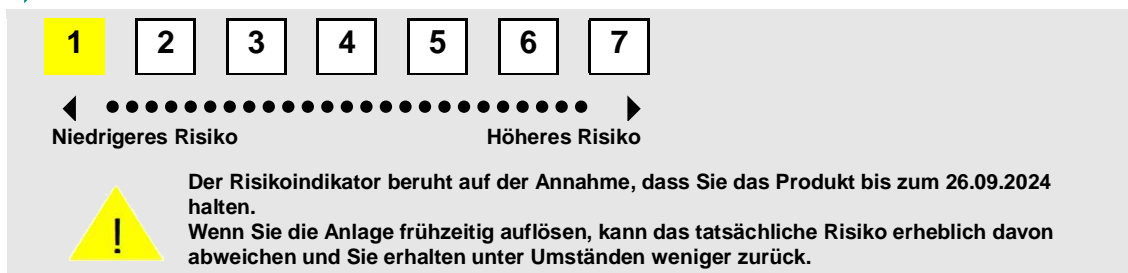 1 2 3 4 5 6 7
Niedrigeres Risiko Höheres Risiko
Der Risikoindikator beruht auf der Annahme, dass Sie das Produkt bis zum 26.09.2024
halten.
Wenn Sie die Anlage frühzeitig auflösen, kann das tatsächliche Risiko erheblich davon
abweichen und Sie erhalten unter Umständen weniger zurück.
!